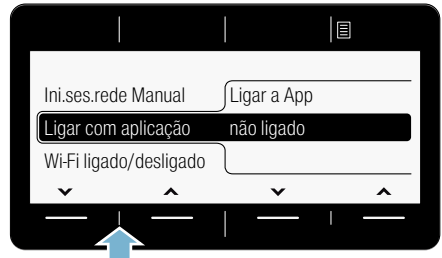 Ini.ses.rede Manual
Ligar a App
Ligar com aplicação
não ligado
Wi-Fi ligado/desligado